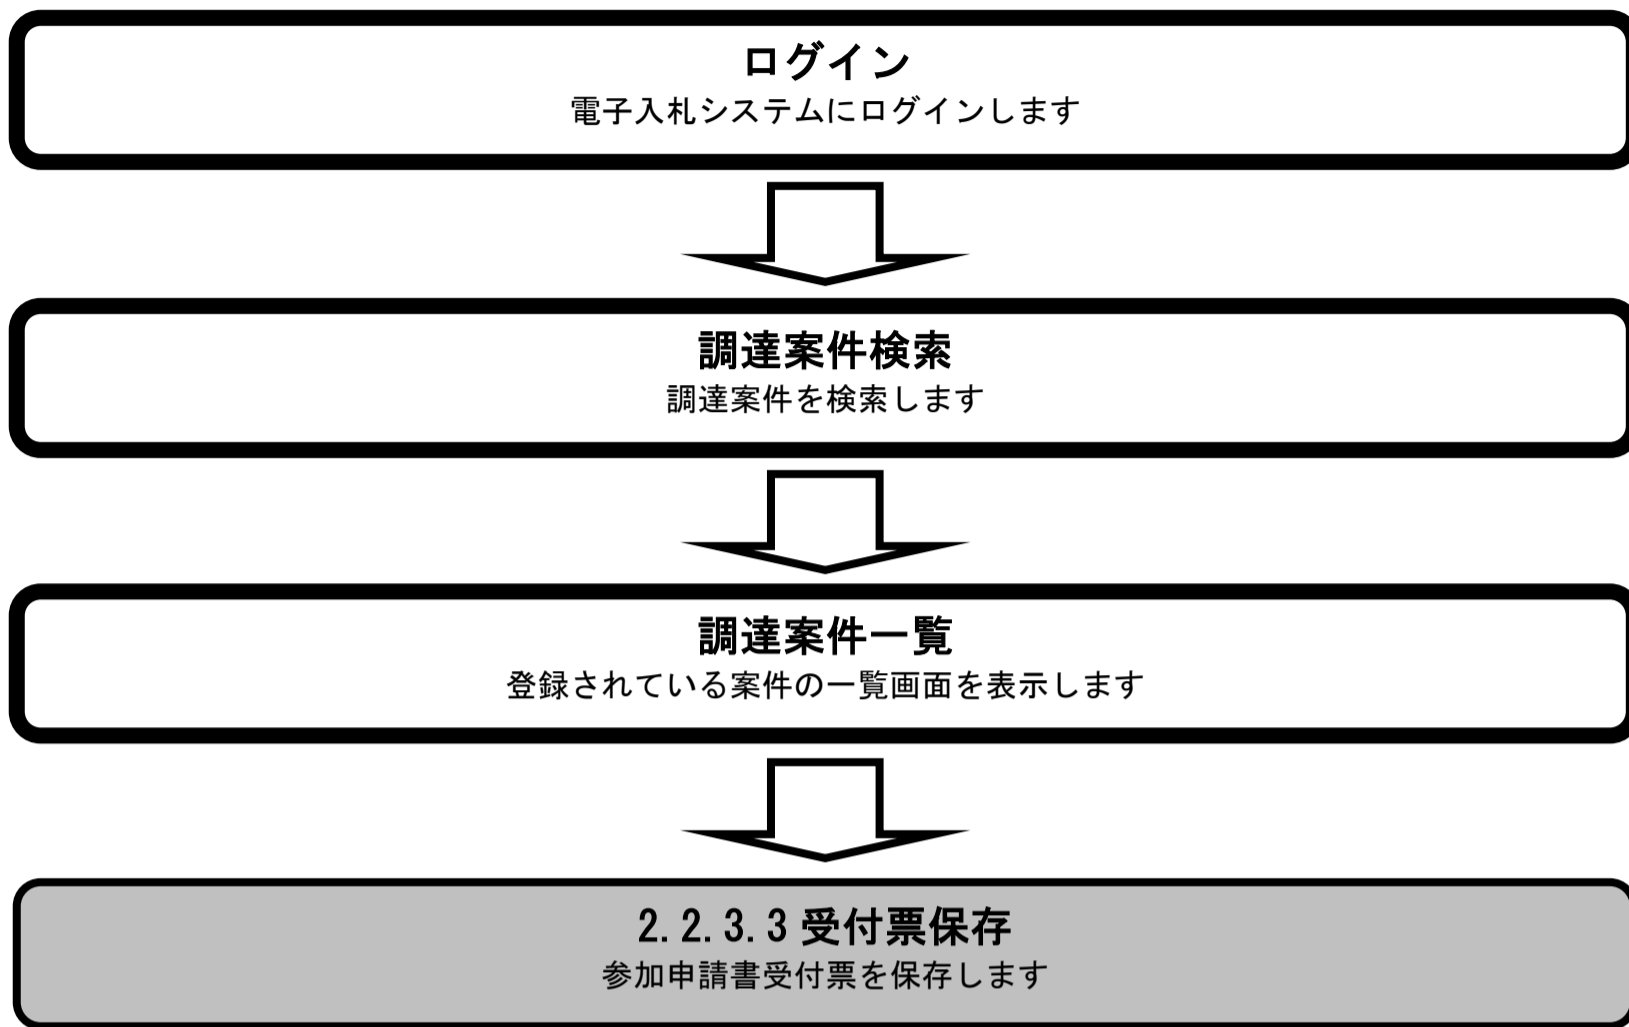 ログイン
電子入札システムにログインします
調達案件検索
調達案件を検索します
調達案件一覧
登録されている案件の一覧画面を表示します
2.2.3.3 受付票保存
参加申請書受付票を保存します